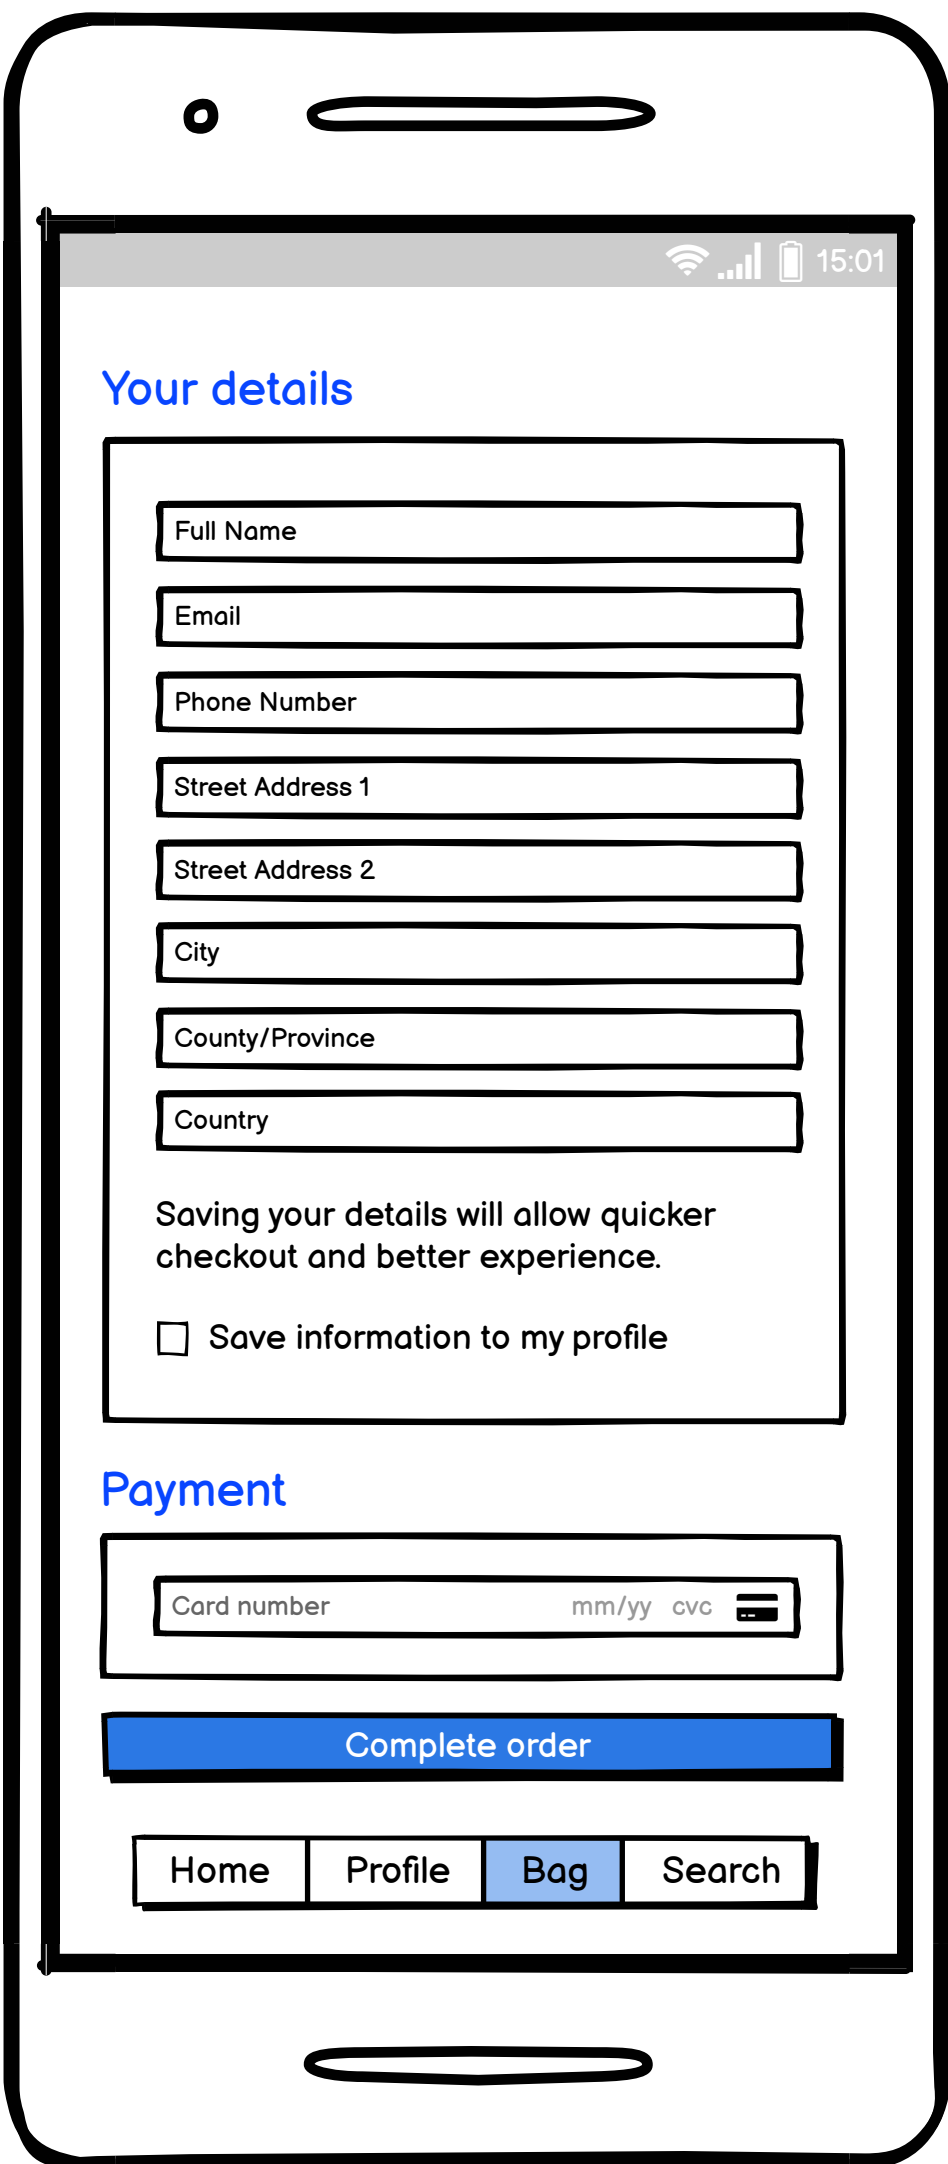 15:01
Your details
Full Name
Email
Phone Number
Street Address 1
Street Address 2
City
County/Province
Country
Saving your details will allow quicker
checkout and better experience.
Save information to my profile
Payment
Card number mm/yy cvc
Complete order
Home Profile Bag Search